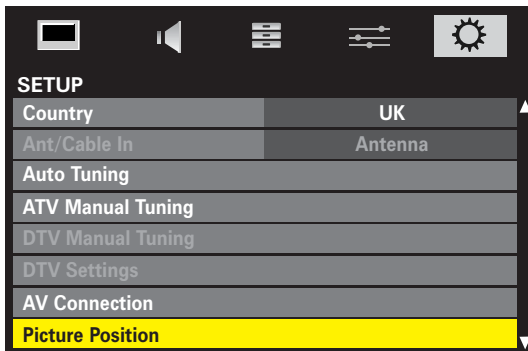 SETUP
Country UK
Ant/Cable In Antenna
Auto Tuning
ATV Manual Tuning
DTV Manual Tuning
DTV Settings
AV Connection
Picture Position